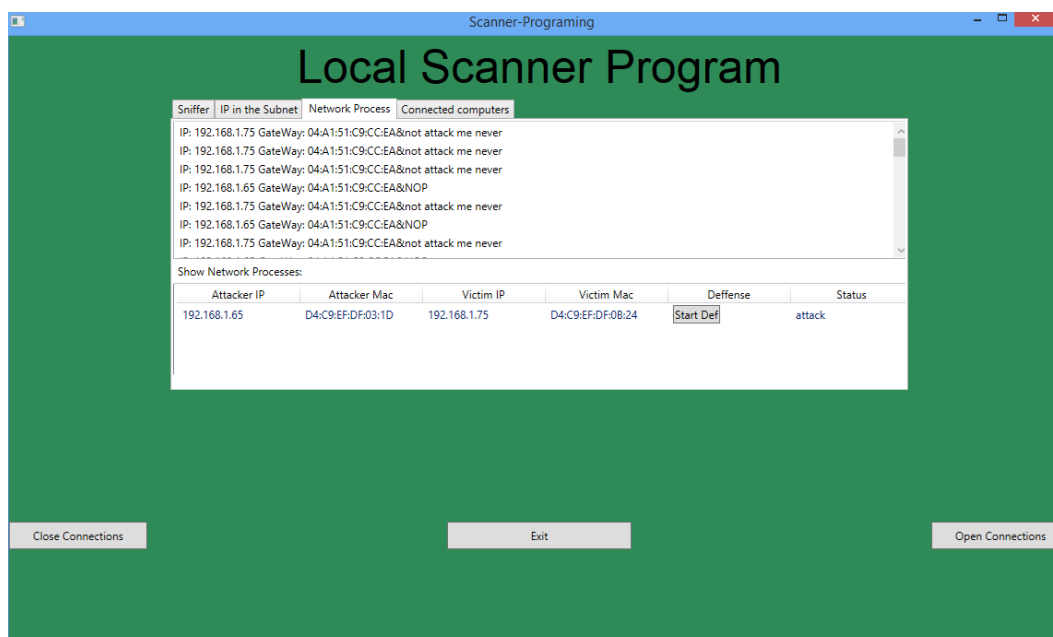 Scanner-Programing
Local Scanner Program
Sniffer IP in the Subnet Network Process Connected computers
IP: 192.168.1.75 GateWay: 04:A1:51:C9:CC:EA&not attack me never
IP: 192.168.1.75 GateWay: 04:A1:51:C9:CC:EA&not attack me never
IP: 192.168.1.75 GateWay: 04:A1:51:C9:CC:EA&not attack me never
IP: 192.168.1.65 GateWay: 04:A1:51:C9:CC:EA&NOP
IP: 192.168.1.75 GateWay: 04:A1:51:C9:CC:EA&not attack me never
IP: 192.168.1.65 GateWay: 04:A1:51:C9:CC:EA&NOP
IP: 192.168.1.75 GateWay: 04:A1:51:C9:CC:EA&not attack me never
Show Network Processes:
Attacker IP Attacker Mac Victim IP Victim Mac Deffense Status
192.168.1.65 D4:C9:EF:DF:03:1D 192.168.1.75 D4:C9:EF:DF:0B:24 Start Def attack
Close Connections Exit Open Connections